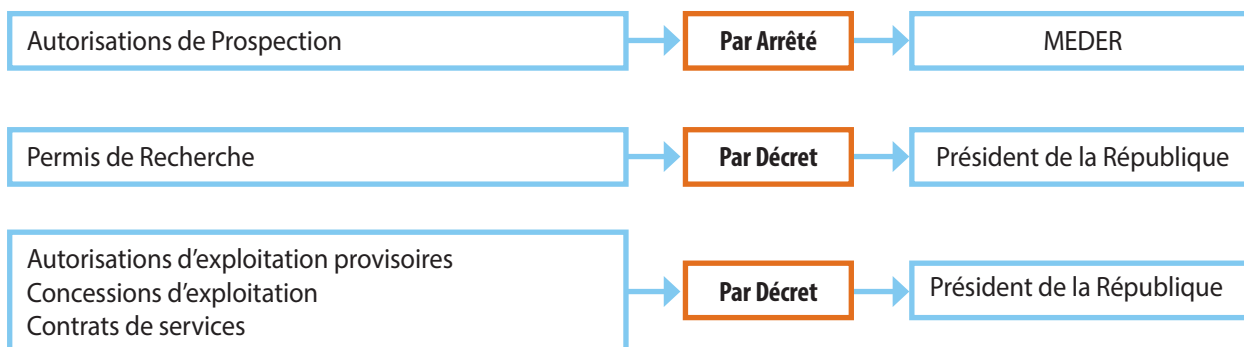 Autorisations de Prospection
Par Arrêté
MEDER
Permis de Recherche
Par Décret
Président de la République
Autorisations d’exploitation provisoires
Concessions d’exploitation
Contrats de services
Par Décret
Président de la République